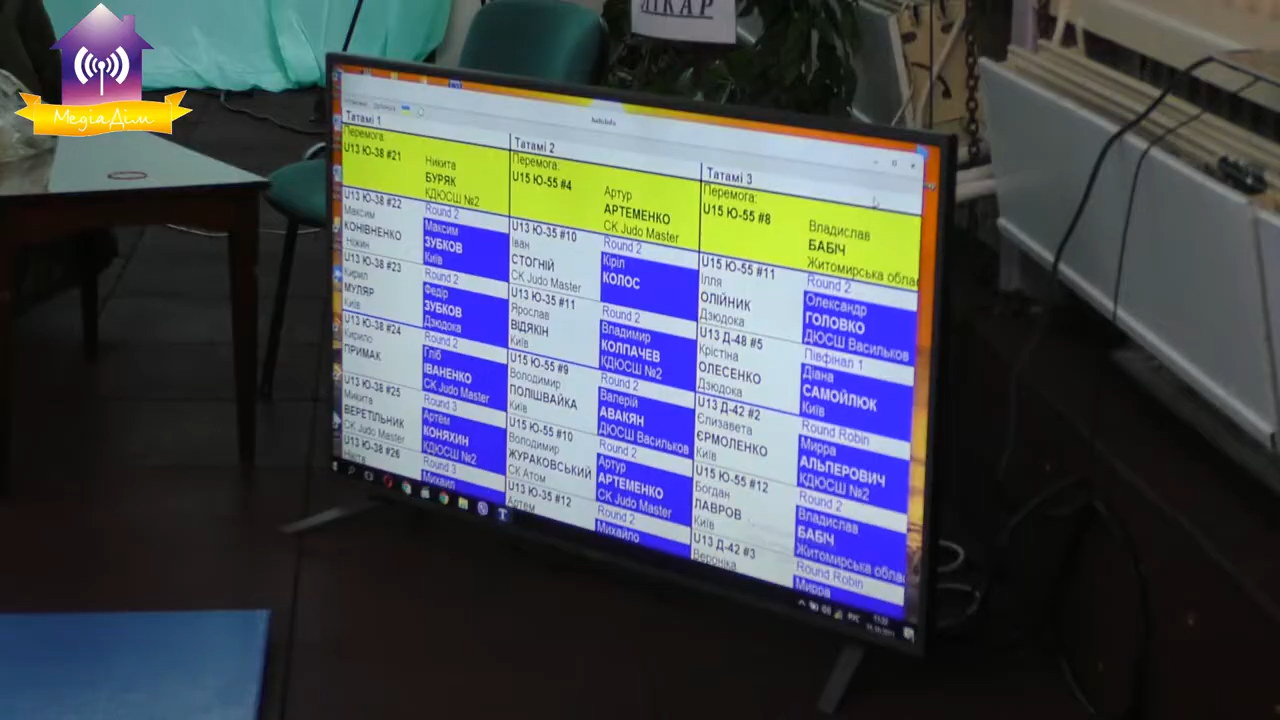 МедіаДім
ЛІКАР
Татамі 1
Перемога:
U13 Ю-38 #21
Никита
БУРЯК
КДЮСШ №2
U13 Ю-38 #22
Round 2
Максим
КОНІВНЕНКО
Ніжин
Максим
ЗУБКОВ
Київ
U13 Ю-38 #23
Round 2
Кирил
МУЛЯР
Київ
Федір
ЗУБКОВ
Дзюдока
U13 Ю-38 #24
Round 2
Кирило
ПРИМАК
Гліб
ІВАНЕНКО
СК Judo Master
U13 Ю-38 #25
Round 3
Микита
ВЕРЕТІЛЬНИК
СК Judo Master
Артём
КОНЯХИН
КДЮСШ №2
U13 Ю-38 #26
Round 3
Михаил
Татамі 2
Перемога:
U15 Ю-55 #4
Артур
АРТЕМЕНКО
СК Judo Master
U13 Ю-35 #10
Round 2
Іван
СТОГНІЙ
СК Judo Master
Кіріл
КОЛОС
U13 Ю-35 #11
Round 2
Ярослав
ВІДЯКІН
Київ
Владимир
КОЛПАЧЕВ
КДЮСШ №2
U15 Ю-55 #9
Round 2
Володимир
ПОЛІШВАЙКА
Київ
Валерій
АВАКЯН
ДЮСШ Васильков
U15 Ю-55 #10
Round 2
Володимир
ЖУРАКОВСЬКИЙ
СК Атом
Артур
АРТЕМЕНКО
СК Judo Master
U13 Ю-35 #12
Round 2
Артем
Михайло
Татамі 3
Перемога:
U15 Ю-55 #8
Владислав
БАБІЧ
Житомирська обла
U15 Ю-55 #11
Round 2
Ілля
ОЛІЙНИК
Дзюдока
Олександр
ГОЛОВКО
ДЮСШ Васильков
U13 Д-48 #5
Півфінал 1
Крістіна
ОЛЕСЕНКО
Дзюдока
Діана
САМОЙЛЮК
Київ
U13 Д-42 #2
Round Robin
Єлизавета
ЄРМОЛЕНКО
Київ
Мирра
АЛЬПЕРОВИЧ
КДЮСШ №2
U15 Ю-55 #12
Round 2
Богдан
ЛАВРОВ
Київ
Владислав
БАБІЧ
Житомирська обла
U13 Д-42 #3
Round Robin
Вероніка
Мирра